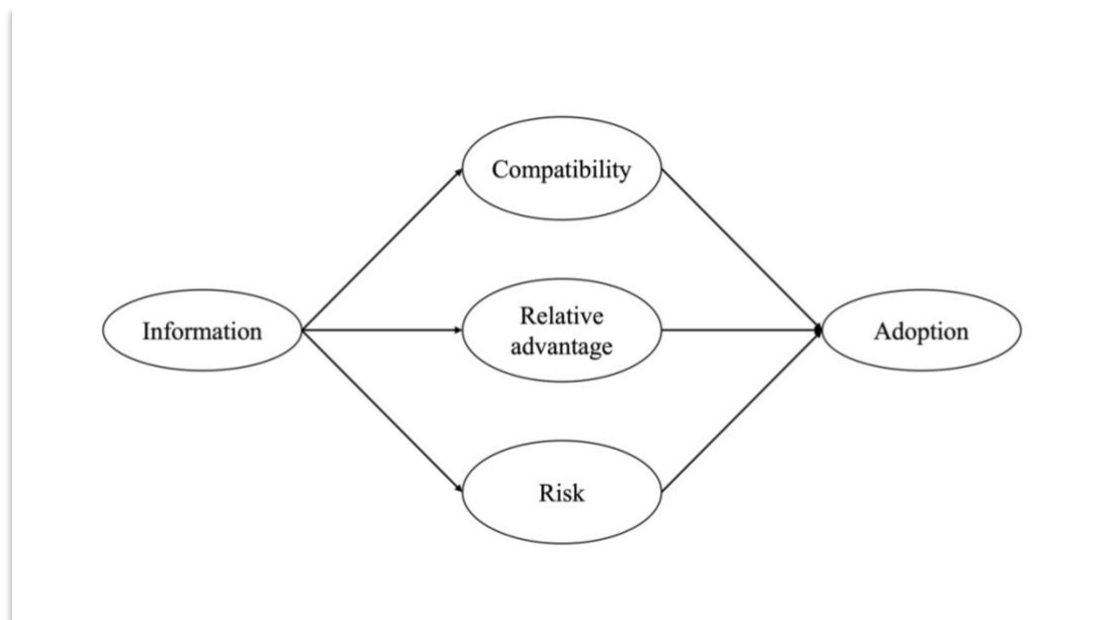 Compatibility
Information
Relative
advantage
Adoption
Risk